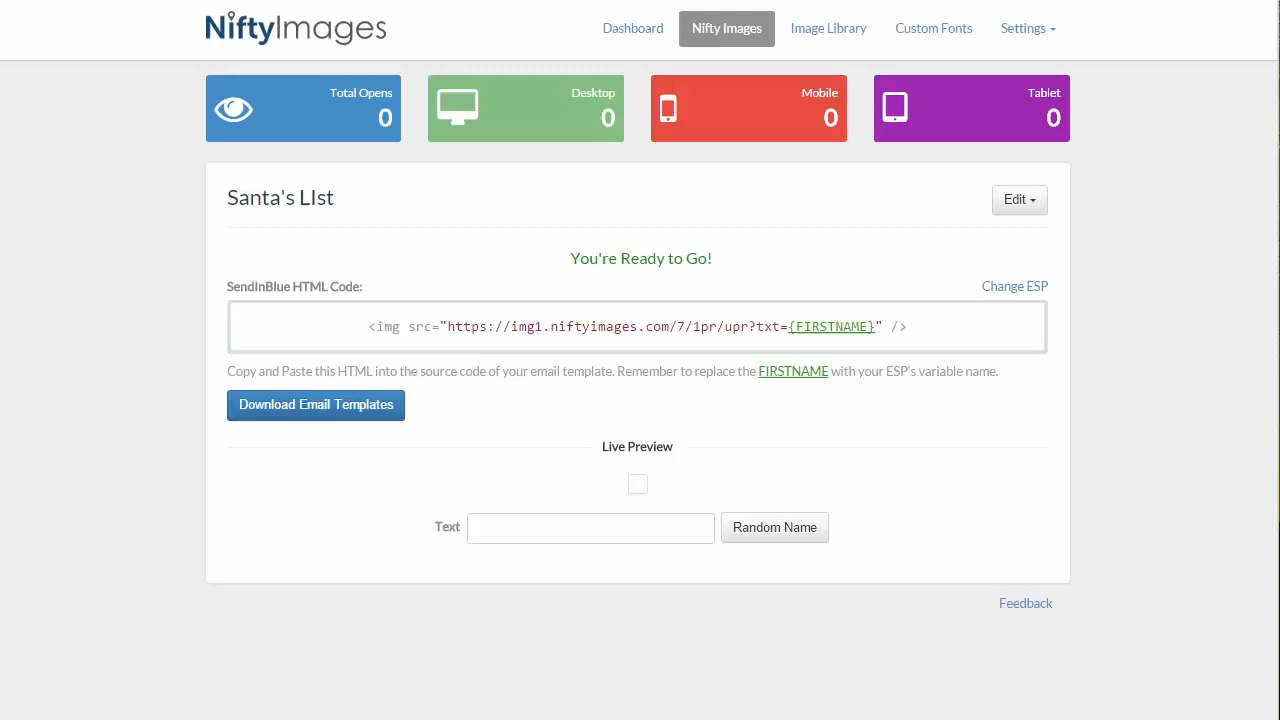 NiftyImages
Dashboard Nifty Images Image Library Custom Fonts Settings
Total Opens 0
Desktop 0
Mobile 0
Tablet 0
Santa's LIst
Edit
You're Ready to Go!
SendInBlue HTML Code:
Change ESP
<img src="https://img1.niftyimages.com/7/1pr/upr?txt={FIRSTNAME}" />
Copy and Paste this HTML into the source code of your email template. Remember to replace the FIRSTNAME with your ESP's variable name.
Download Email Templates
Live Preview
Text
Random Name
Feedback